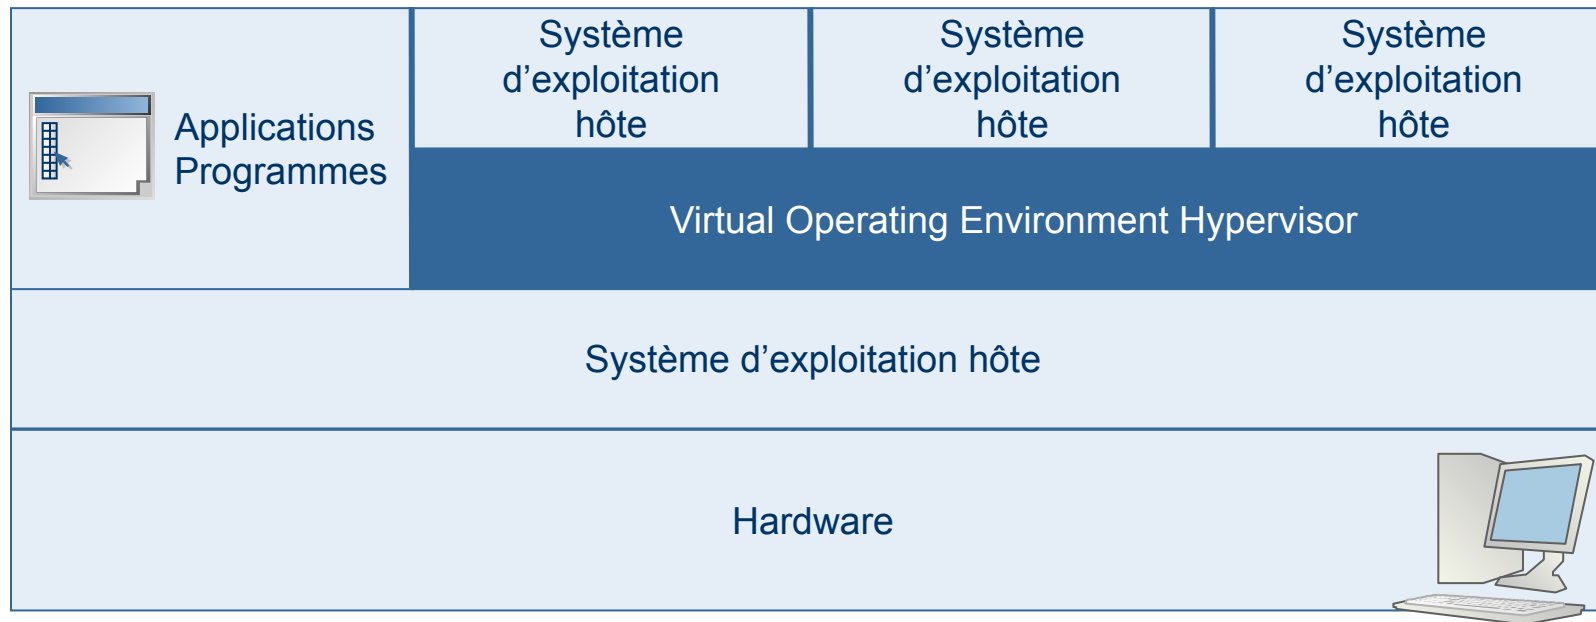 Applications
Programmes
Système
d’exploitation
hôte
Système
d’exploitation
hôte
Système
d’exploitation
hôte
Virtual Operating Environment Hypervisor
Système d’exploitation hôte
Hardware